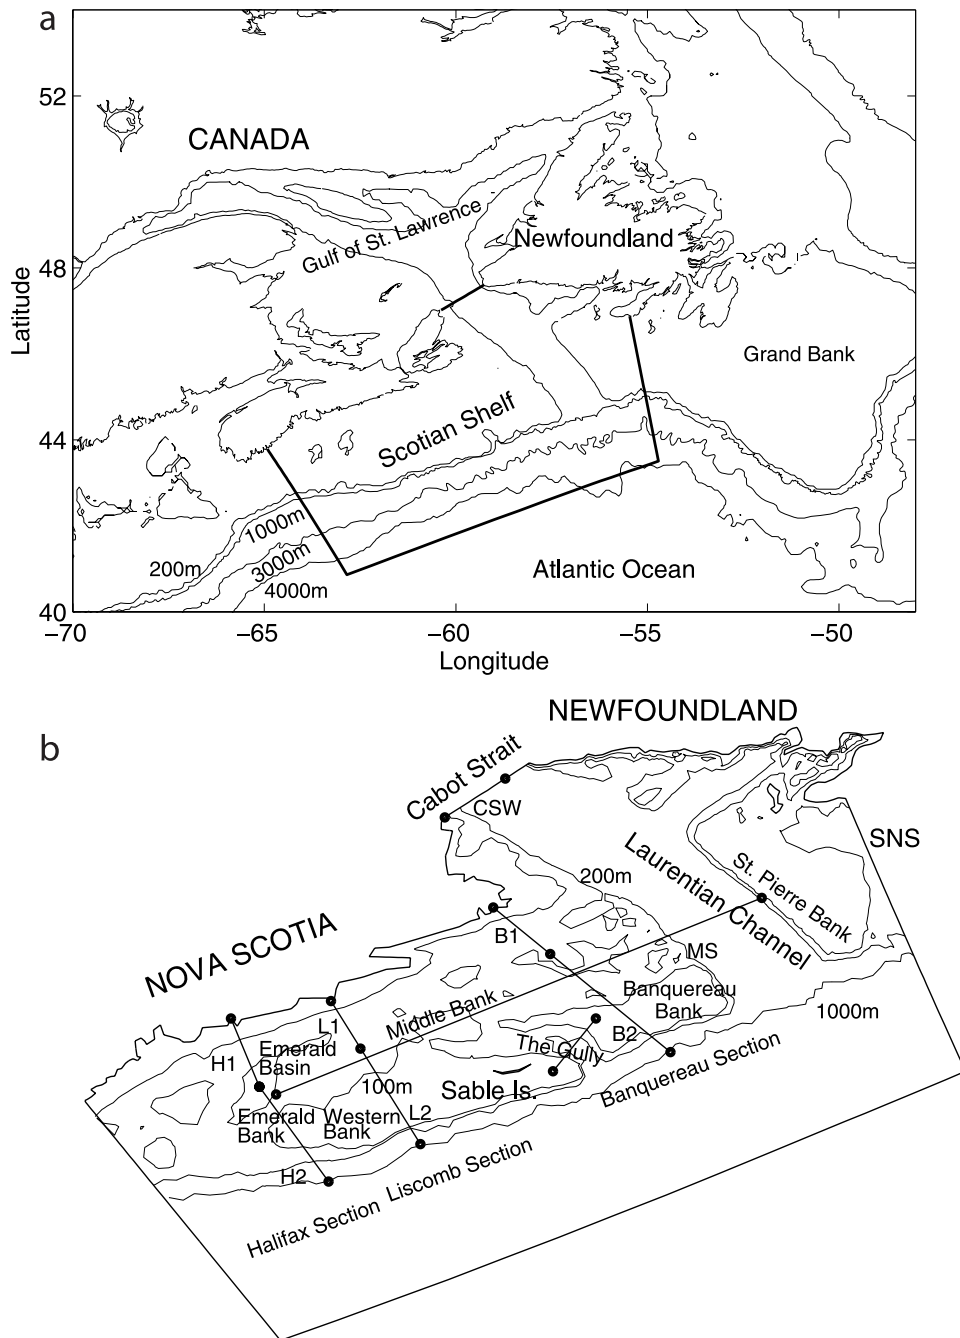 a
52
CANADA
Gulf of St. Lawrence
Newfoundland
48
Latitude
Grand Bank
Scotian Shelf
44
1000m
200m
3000m
4000m
Atlantic Ocean
40
−70
−65
−60
−55
−50
Longitude
b
NEWFOUNDLAND
Cabot Strait
CSW
SNS
Laurentian Channel
St. Pierre Bank
200m
B1
NOVA SCOTIA
MS
Banquereau
Bank
Middle Bank
1000m
L1
H1
Emerald
Basin
B2
The Gully
100m
Sable Is.
Emerald
Bank
Western
Bank
L2
Banquereau Section
H2
Liscomb Section
Halifax Section